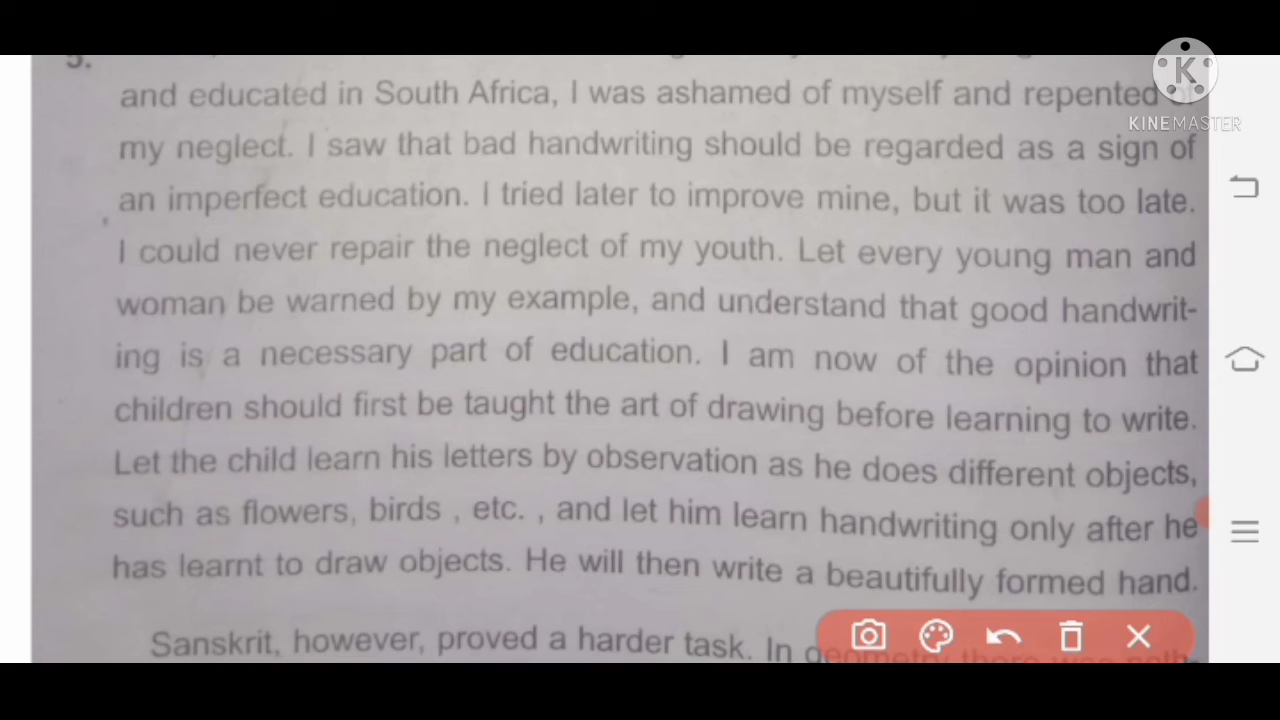 5.
and educated in South Africa, I was ashamed of myself and repented of
my neglect. I saw that bad handwriting should be regarded as a sign of
an imperfect education. I tried later to improve mine, but it was too late.
I could never repair the neglect of my youth. Let every young man and
woman be warned by my example, and understand that good handwrit-
ing is a necessary part of education. I am now of the opinion that
children should first be taught the art of drawing before learning to write.
Let the child learn his letters by observation as he does different objects,
such as flowers, birds , etc. , and let him learn handwriting only after he
has learnt to draw objects. He will then write a beautifully formed hand.
Sanskrit, however, proved a harder task. In geometry there was
K
KINEMASTER